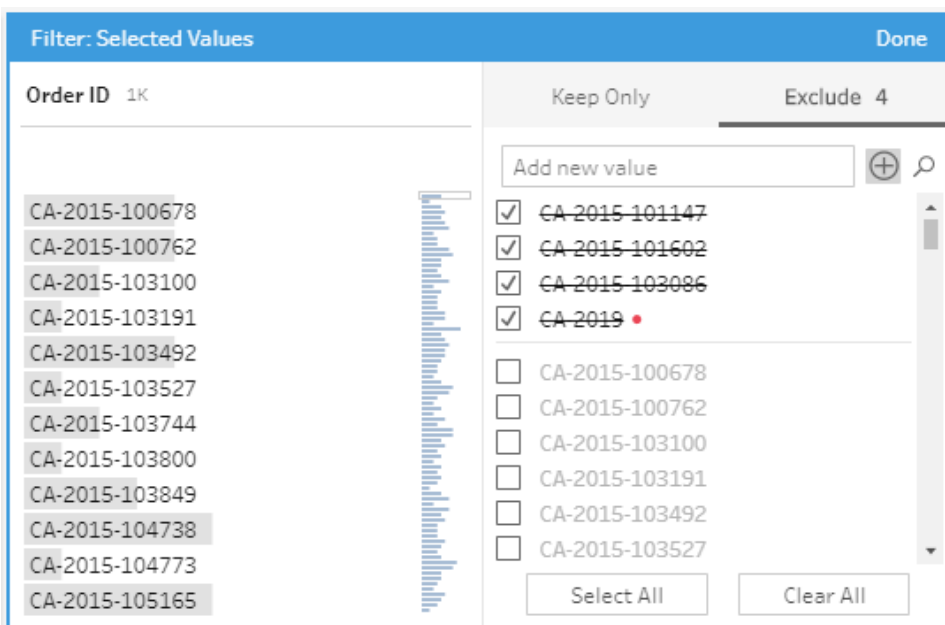 Filter: Selected Values Done
Order ID 1K
Keep Only Exclude 4
Add new value
CA-2015-100678
CA-2015-100762
CA-2015-103100
CA-2015-103191
CA-2015-103492
CA-2015-103527
CA-2015-103744
CA-2015-103800
CA-2015-103849
CA-2015-104738
CA-2015-104773
CA-2015-105165
CA-2015-101147
CA-2015-101602
CA-2015-103086
CA-2019
CA-2015-100678
CA-2015-100762
CA-2015-103100
CA-2015-103191
CA-2015-103492
CA-2015-103527
Select All Clear All